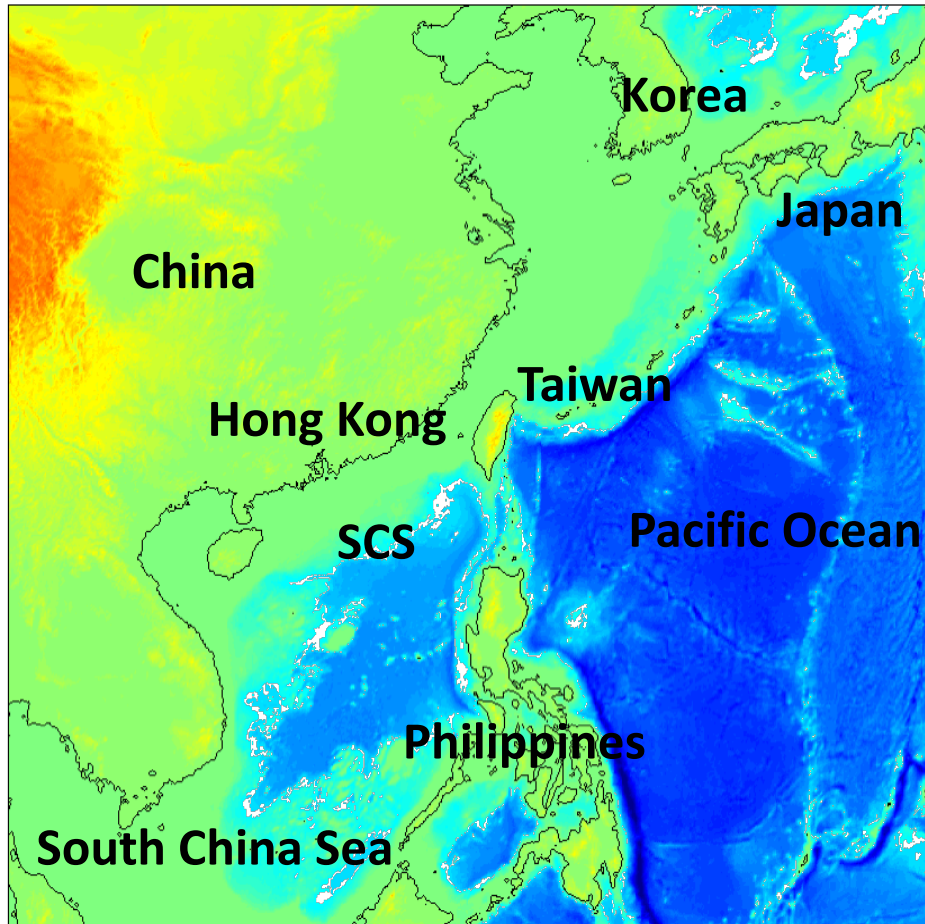 Korea
Japan
China
Taiwan
Hong Kong
Pacific Ocean
SCS
Philippines
South China Sea